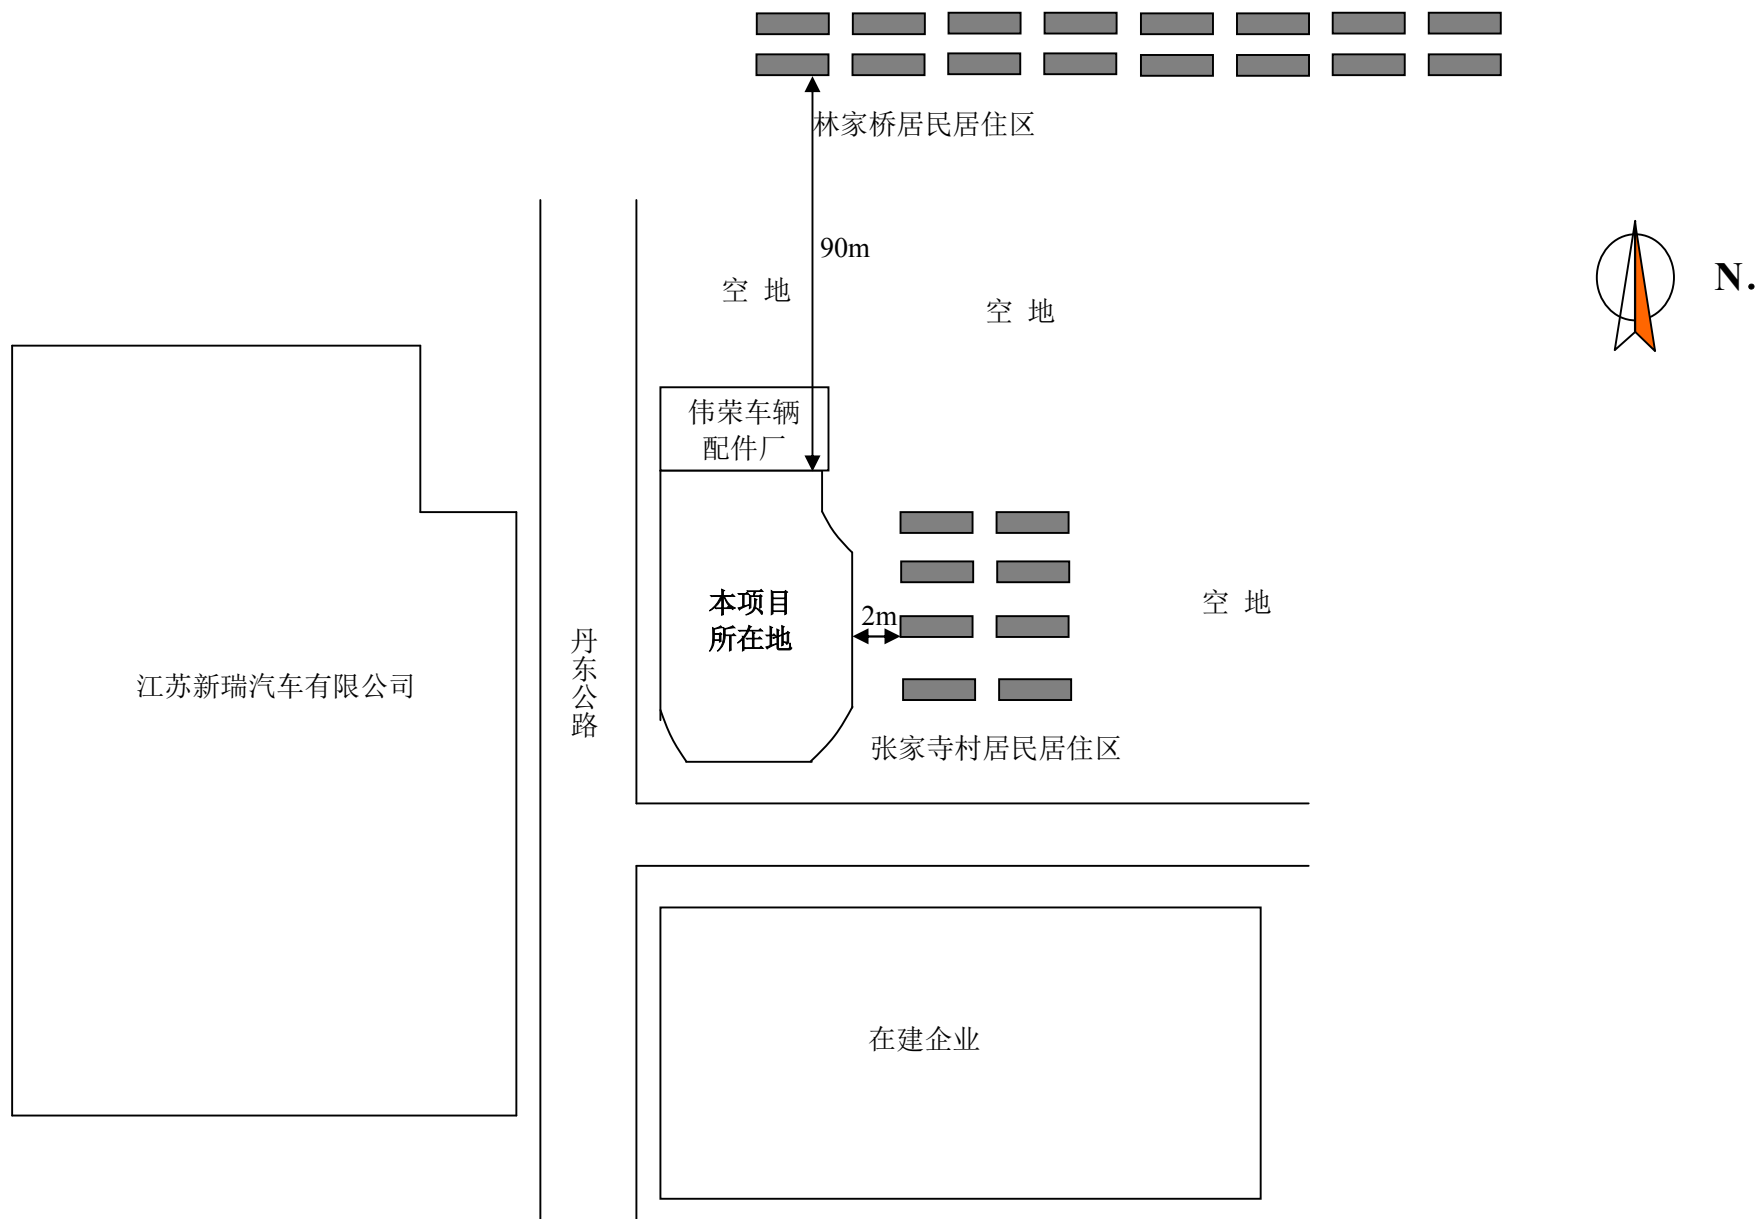 林家桥居民居住区
90m
空 地
空 地
N.
伟荣车辆
配件厂
本项目
所在地
2m
空 地
丹东公路
江苏新瑞汽车有限公司
张家寺村居民居住区
在建企业